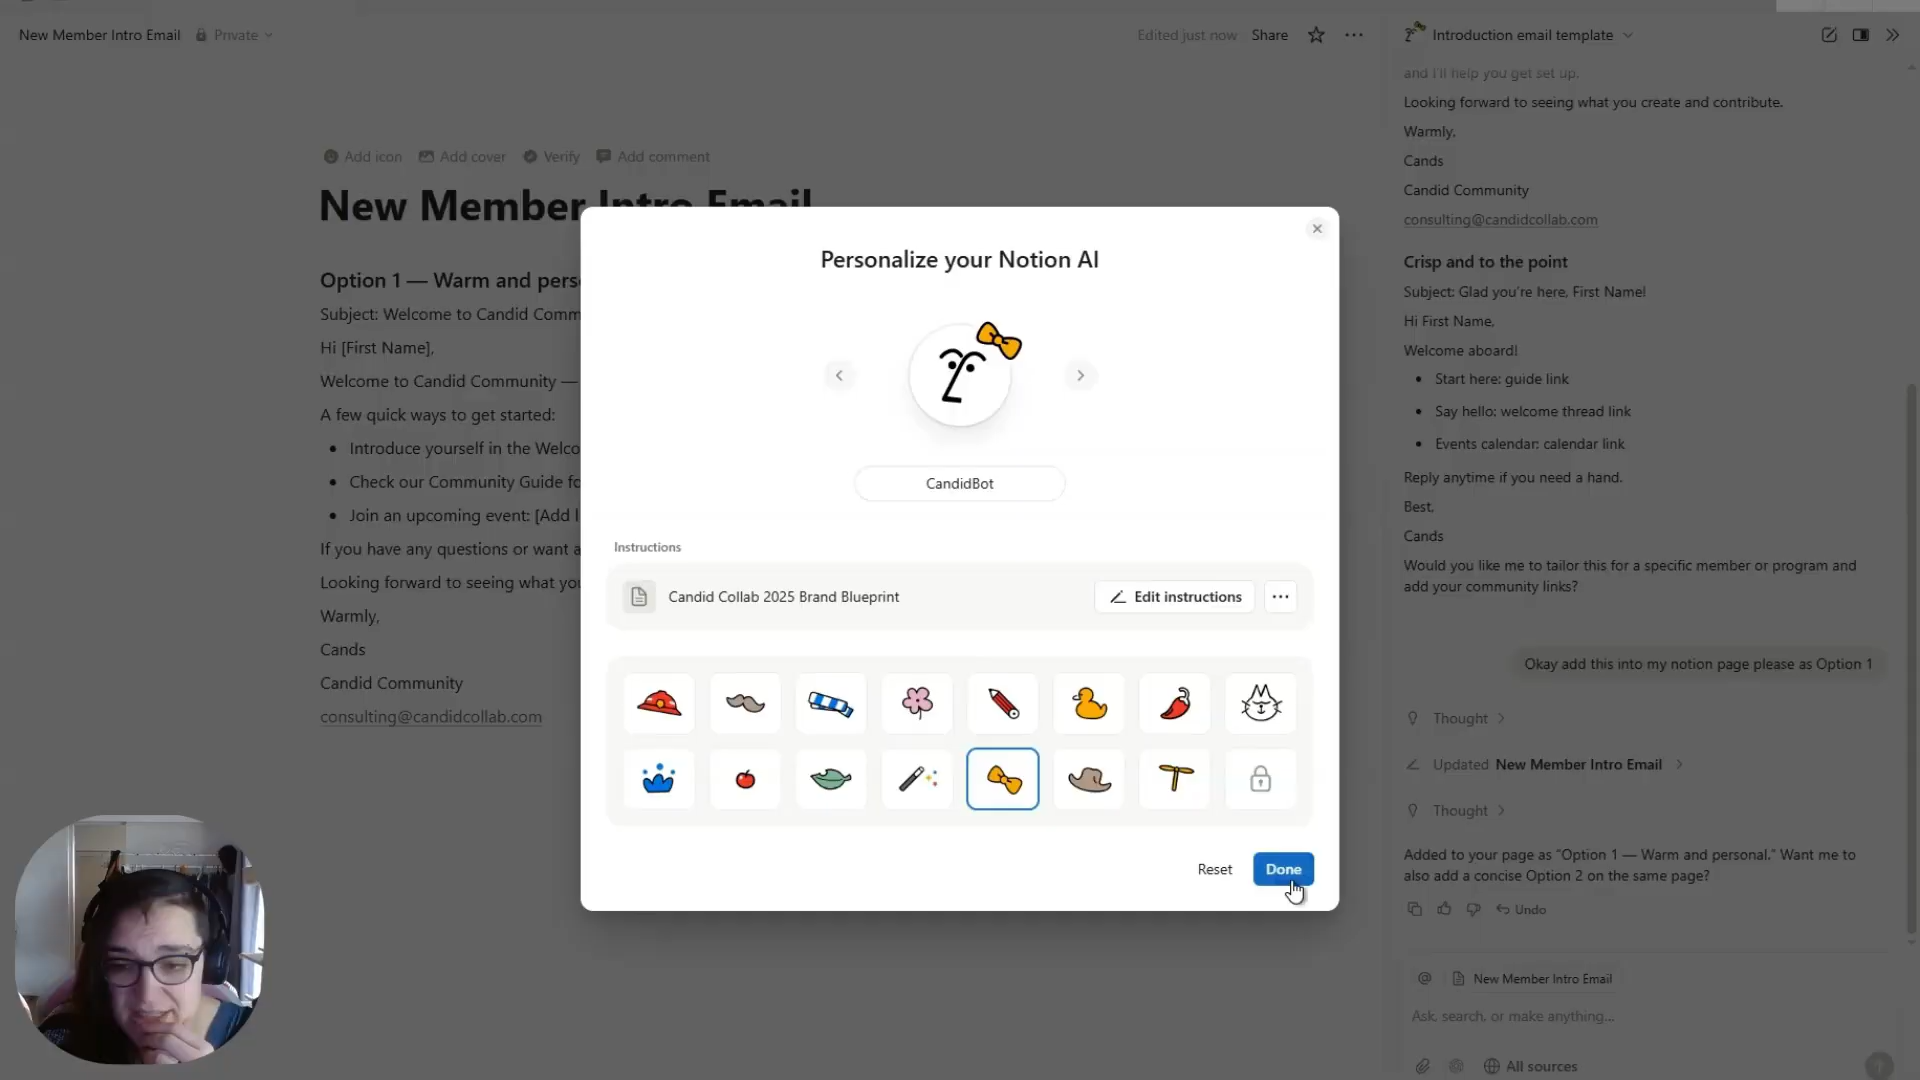 New Member Intro Email
Private
Edited just now
Share
Introduction email template
Add icon
Add cover
Verify
Add comment
New Member Intro Email
Option 1 — Warm and pers
Subject: Welcome to Candid Comm
Hi [First Name],
Welcome to Candid Community —
A few quick ways to get started:
• Introduce yourself in the Welco
• Check our Community Guide fo
• Join an upcoming event: [Add l
If you have any questions or want a
Looking forward to seeing what you
Warmly,
Cands
Candid Community
consulting@candidcollab.com
Personalize your Notion AI
CandidBot
Instructions
Candid Collab 2025 Brand Blueprint
Edit instructions
Reset
Done
and I'll help you get set up.
Looking forward to seeing what you create and contribute.
Warmly,
Cands
Candid Community
consulting@candidcollab.com
Crisp and to the point
Subject: Glad you're here, First Name!
Hi First Name,
Welcome aboard!
• Start here: guide link
• Say hello: welcome thread link
• Events calendar: calendar link
Reply anytime if you need a hand.
Best,
Cands
Would you like me to tailor this for a specific member or program and
add your community links?
Okay add this into my notion page please as Option 1
Thought
Updated New Member Intro Email
Thought
Added to your page as "Option 1 — Warm and personal." Want me to
also add a concise Option 2 on the same page?
Undo
@ New Member Intro Email
Ask, search, or make anything...
All sources